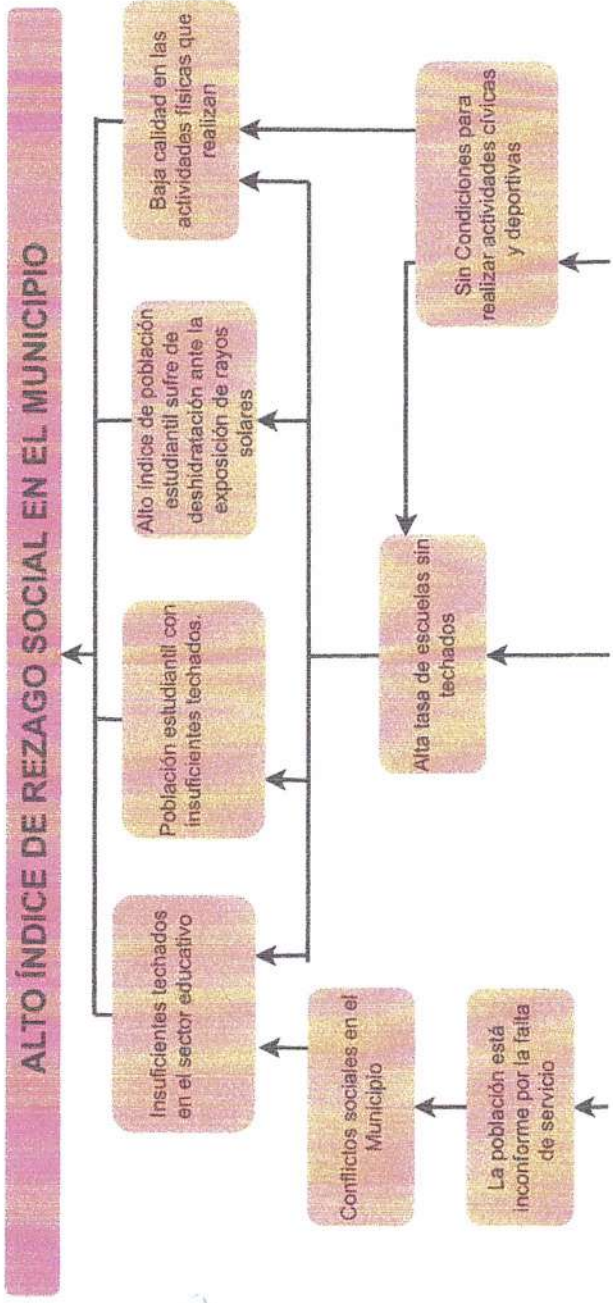 ALTO ÍNDICE DE REZAGO SOCIAL EN EL MUNICIPIO
Insuficientes techados
en el sector educativo
Población estudiantil con
insuficientes techados.
Alto índice de población
estudiantil sufre de
deshidratación ante la
exposición de rayos
solares
Baja calidad en las
actividades físicas que
realizan
Conflictos sociales en el
Municipio
Alta tasa de escuelas sin
techados
Sin Condiciones para
realizar actividades cívicas
y deportivas
La población está
inconforme por la falta
de servicio